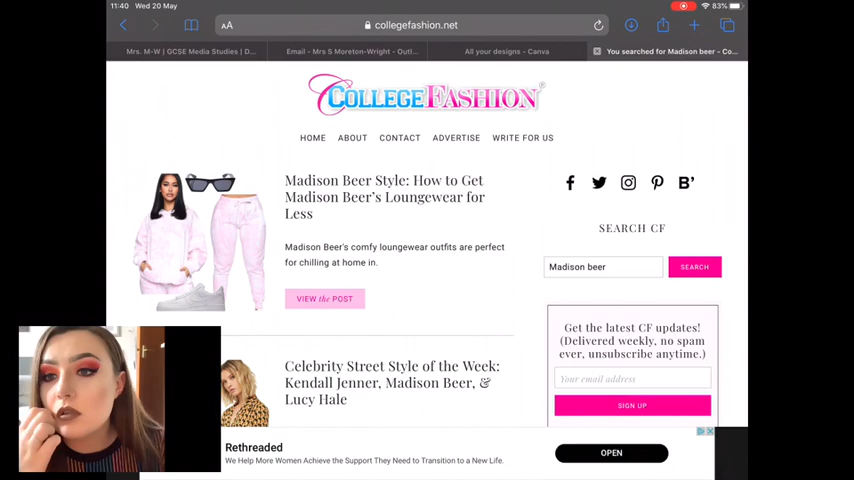 11:40 Wed 20 May
83%
AA
collegefashion.net
Mrs. M-W | GCSE Media Studies | D...
Email - Mrs S Moreton-Wright - Outl...
All your designs - Canva
You searched for Madison beer - Co...
COLLEGEFASHION®
HOME ABOUT CONTACT ADVERTISE WRITE FOR US
Madison Beer Style: How to Get
Madison Beer's Loungewear for
Less
Madison Beer's comfy loungewear outfits are perfect
for chilling at home in.
VIEW the POST
Celebrity Street Style of the Week:
Kendall Jenner, Madison Beer, &
Lucy Hale
SEARCH CF
Madison beer
SEARCH
Get the latest CF updates!
(Delivered weekly, no spam
ever, unsubscribe anytime.)
Your email address
SIGN UP
Rethreaded
We Help More Women Achieve the Support They Need to Transition to a New Life.
OPEN